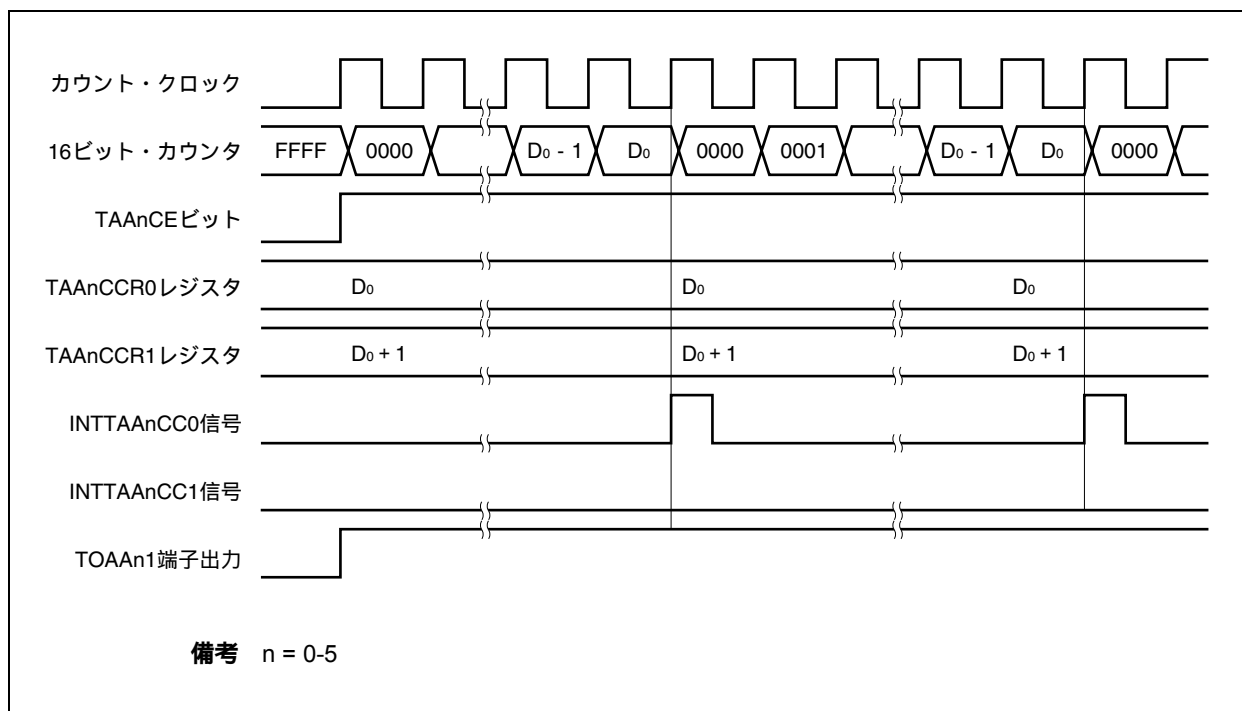 カウント・クロック
16ビット・カウンタ FFFF 0000 D0 - 1 D0 0000 0001 D0 - 1 D0 0000
TAAnCEビット
TAAnCCR0レジスタ D0 D0 D0
TAAnCCR1レジスタ D0 + 1 D0 + 1 D0 + 1
INTTAAnCC0信号
INTTAAnCC1信号
TOAAn1端子出力
備考 n = 0-5